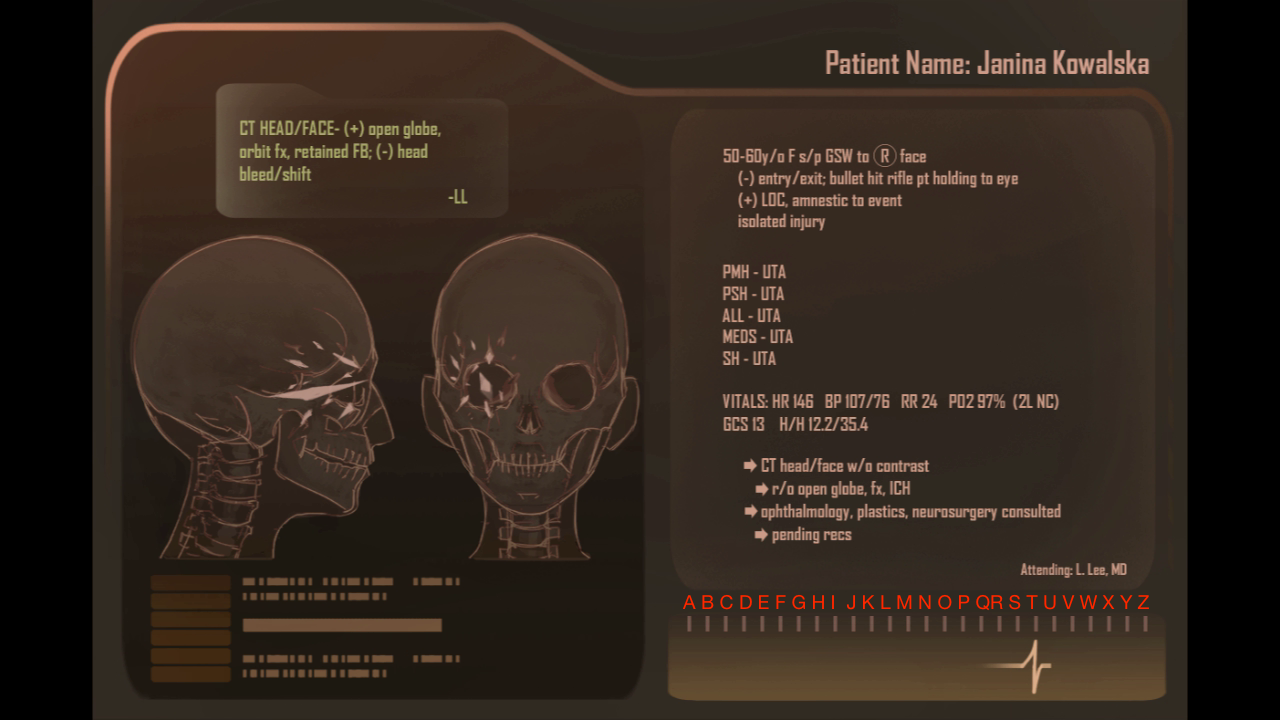 Patient Name: Janina Kowalska
CT HEAD/FACE- (+) open globe,
orbit fx, retained FB; (-) head
bleed/shift
-LL
50-60y/o F s/p GSW to R face
(-) entry/exit; bullet hit rifle pt holding to eye
(+) LOC, amnestic to event
isolated injury
PMH - UTA
PSH - UTA
ALL - UTA
MEDS - UTA
SH - UTA
VITALS: HR 146 BP 107/76 RR 24 PO2 97% (2L NC)
GCS 13 H/H 12.2/35.4
➡ CT head/face w/o contrast
➡ r/o open globe, fx, ICH
➡ ophthalmology, plastics, neurosurgery consulted
➡ pending recs
Attending: L. Lee, MD
A B C D E F G H I J K L M N O P Q R S T U V W X Y Z